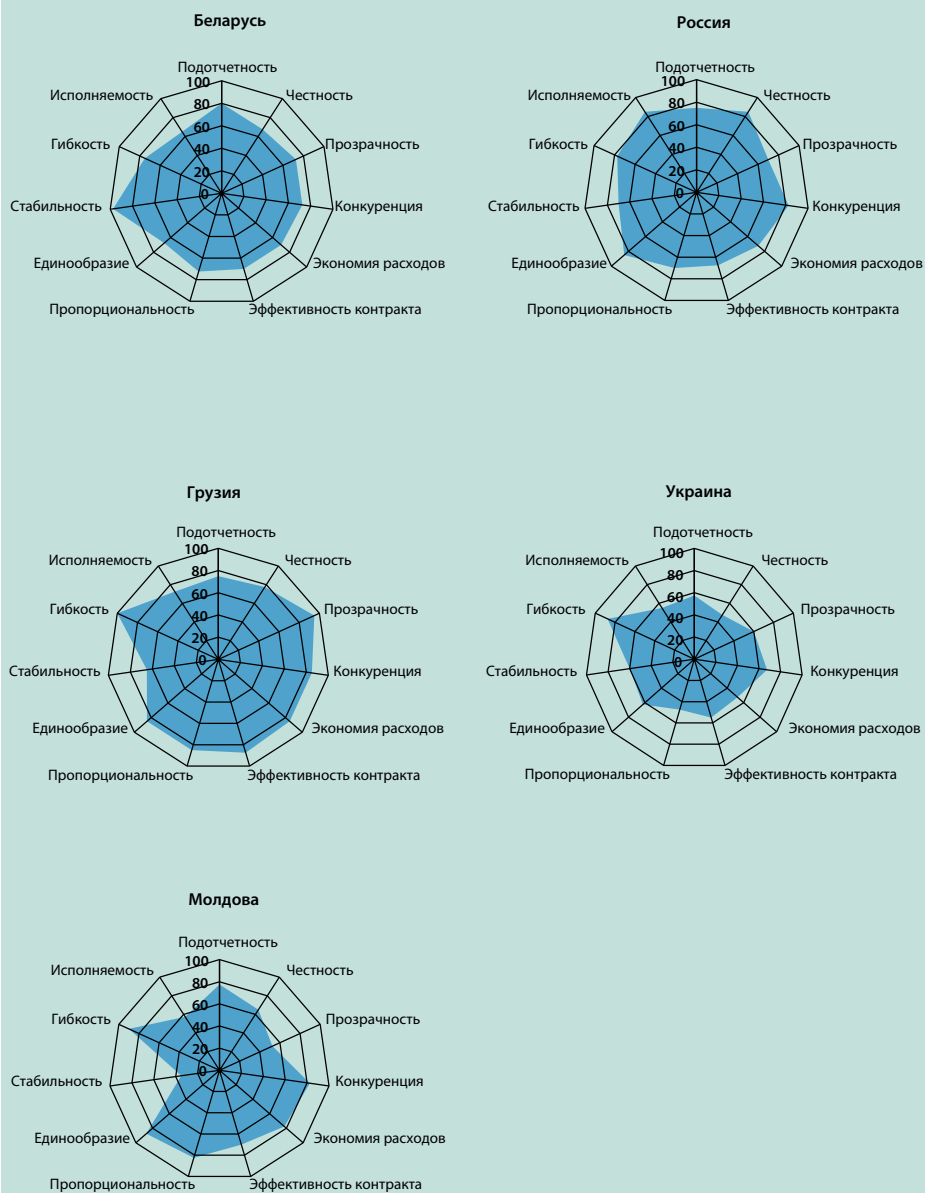 Беларусь
Подотчетность
Честность
Прозрачность
Конкуренция
Экономия расходов
Эффективность контракта
Пропорциональность
Единообразие
Стабильность
Гибкость
Исполняемость
100
80
60
40
20
0
Россия
Подотчетность
Честность
Прозрачность
Конкуренция
Экономия расходов
Эффективность контракта
Пропорциональность
Единообразие
Стабильность
Гибкость
Исполняемость
100
80
60
40
20
0
Грузия
Подотчетность
Честность
Прозрачность
Конкуренция
Экономия расходов
Эффективность контракта
Пропорциональность
Единообразие
Стабильность
Гибкость
Исполняемость
100
80
60
40
20
0
Украина
Подотчетность
Честность
Прозрачность
Конкуренция
Экономия расходов
Эффективность контракта
Пропорциональность
Единообразие
Стабильность
Гибкость
Исполняемость
100
80
60
40
20
0
Молдова
Подотчетность
Честность
Прозрачность
Конкуренция
Экономия расходов
Эффективность контракта
Пропорциональность
Единообразие
Стабильность
Гибкость
Исполняемость
100
80
60
40
20
0